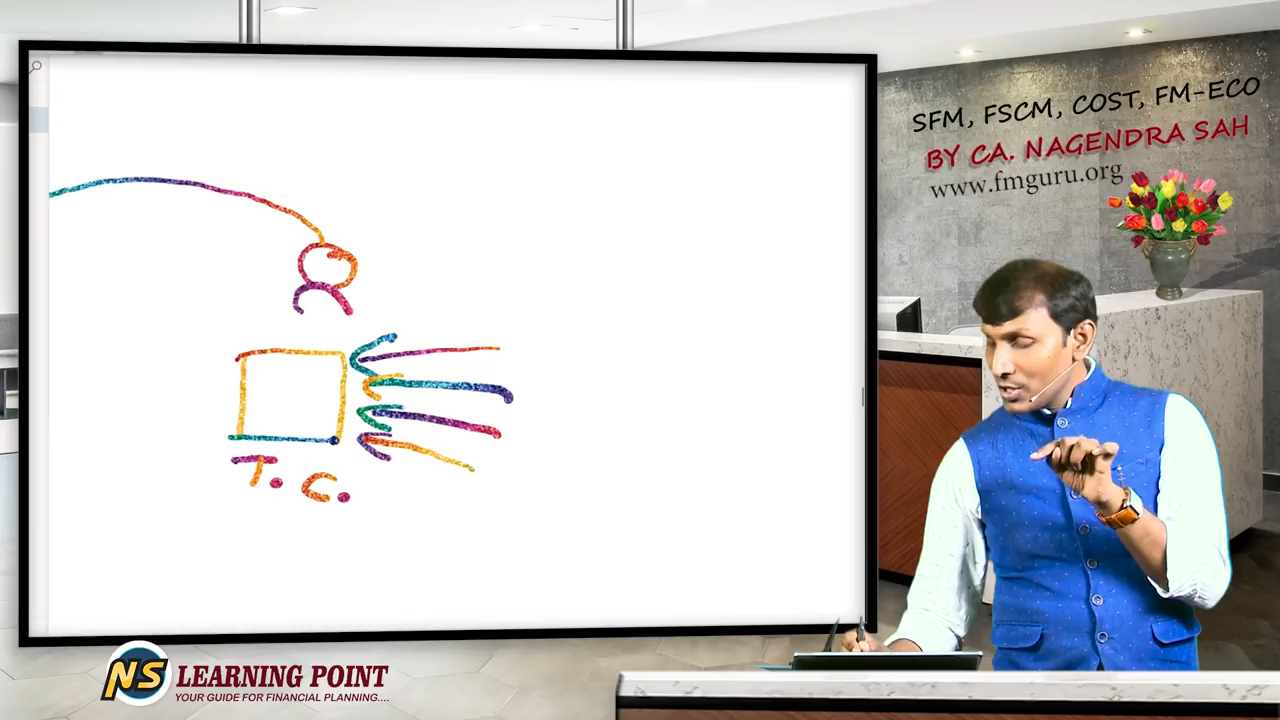 SFM, FSCM, COST, FM-ECO
BY CA. NAGENDRA SAH
www.fmguru.org
T. C.
NS LEARNING POINT
YOUR GUIDE FOR FINANCIAL PLANNING....